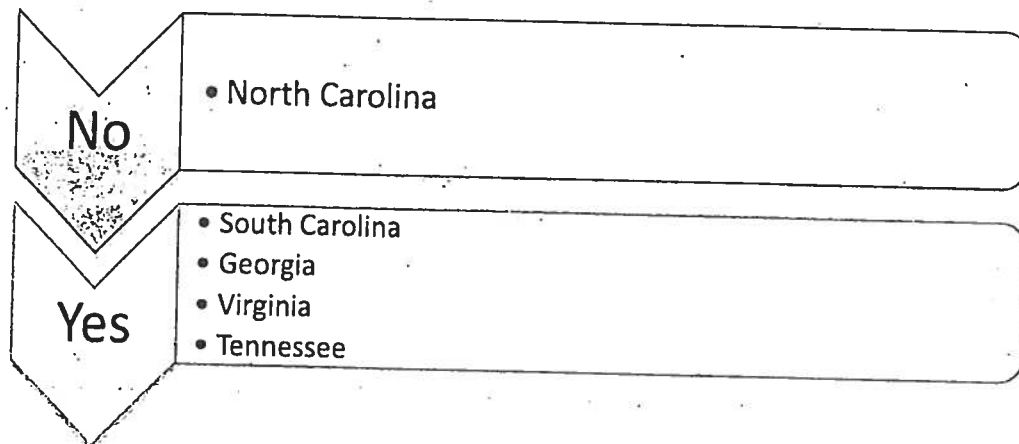 No
• North Carolina
Yes
• South Carolina
• Georgia
• Virginia
• Tennessee